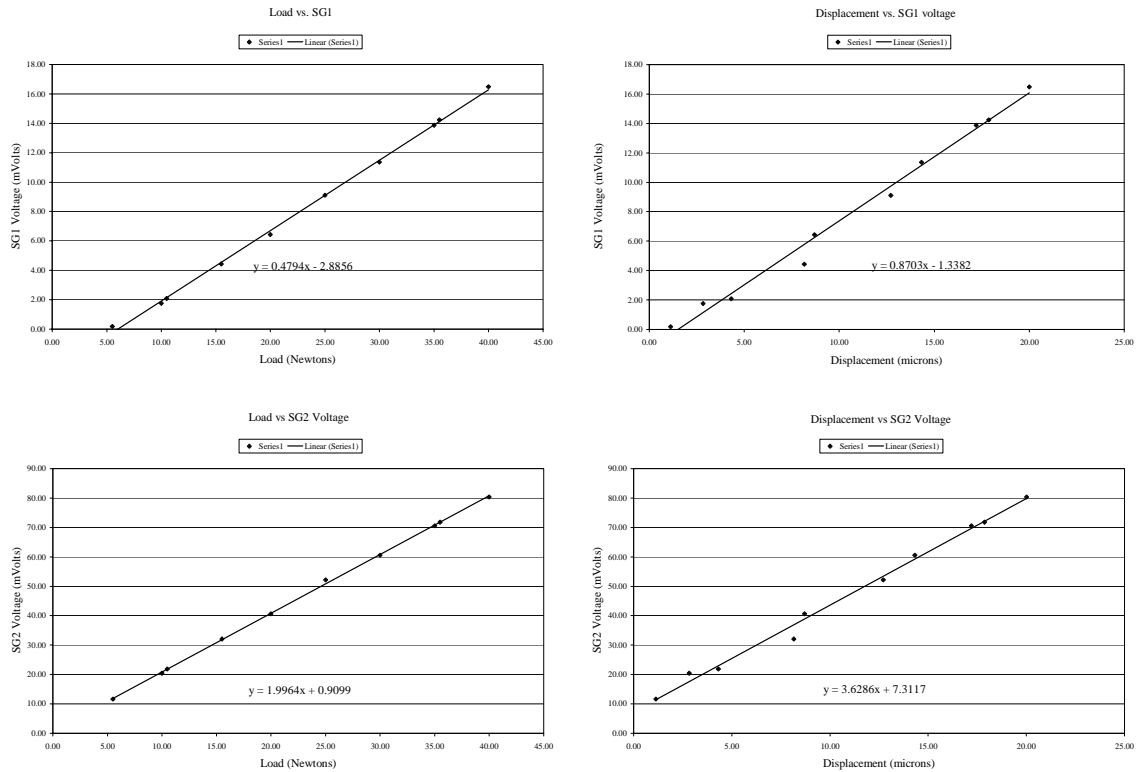 Load vs. SG1
Series1 Linear (Series1)
18.00
16.00
14.00
12.00
10.00
8.00
6.00
4.00
2.00
0.00
SG1 Voltage (mVolts)
y = 0.4794x - 2.8856
0.00 5.00 10.00 15.00 20.00 25.00 30.00 35.00 40.00 45.00
Load (Newtons)
Displacement vs. SG1 voltage
Series1 Linear (Series1)
18.00
16.00
14.00
12.00
10.00
8.00
6.00
4.00
2.00
0.00
SG1 Voltage (mVolts)
y = 0.8703x - 1.3382
0.00 5.00 10.00 15.00 20.00 25.00
Displacement (microns)
Load vs SG2 Voltage
Series1 Linear (Series1)
90.00
80.00
70.00
60.00
50.00
40.00
30.00
20.00
10.00
0.00
SG2 Voltage (mVolts)
y = 1.9964x + 0.9099
0.00 5.00 10.00 15.00 20.00 25.00 30.00 35.00 40.00 45.00
Load (Newtons)
Displacement vs SG2 Voltage
Series1 Linear (Series1)
90.00
80.00
70.00
60.00
50.00
40.00
30.00
20.00
10.00
0.00
SG2 Voltage (mVolts)
y = 3.6286x + 7.3117
0.00 5.00 10.00 15.00 20.00 25.00
Displacement (microns)